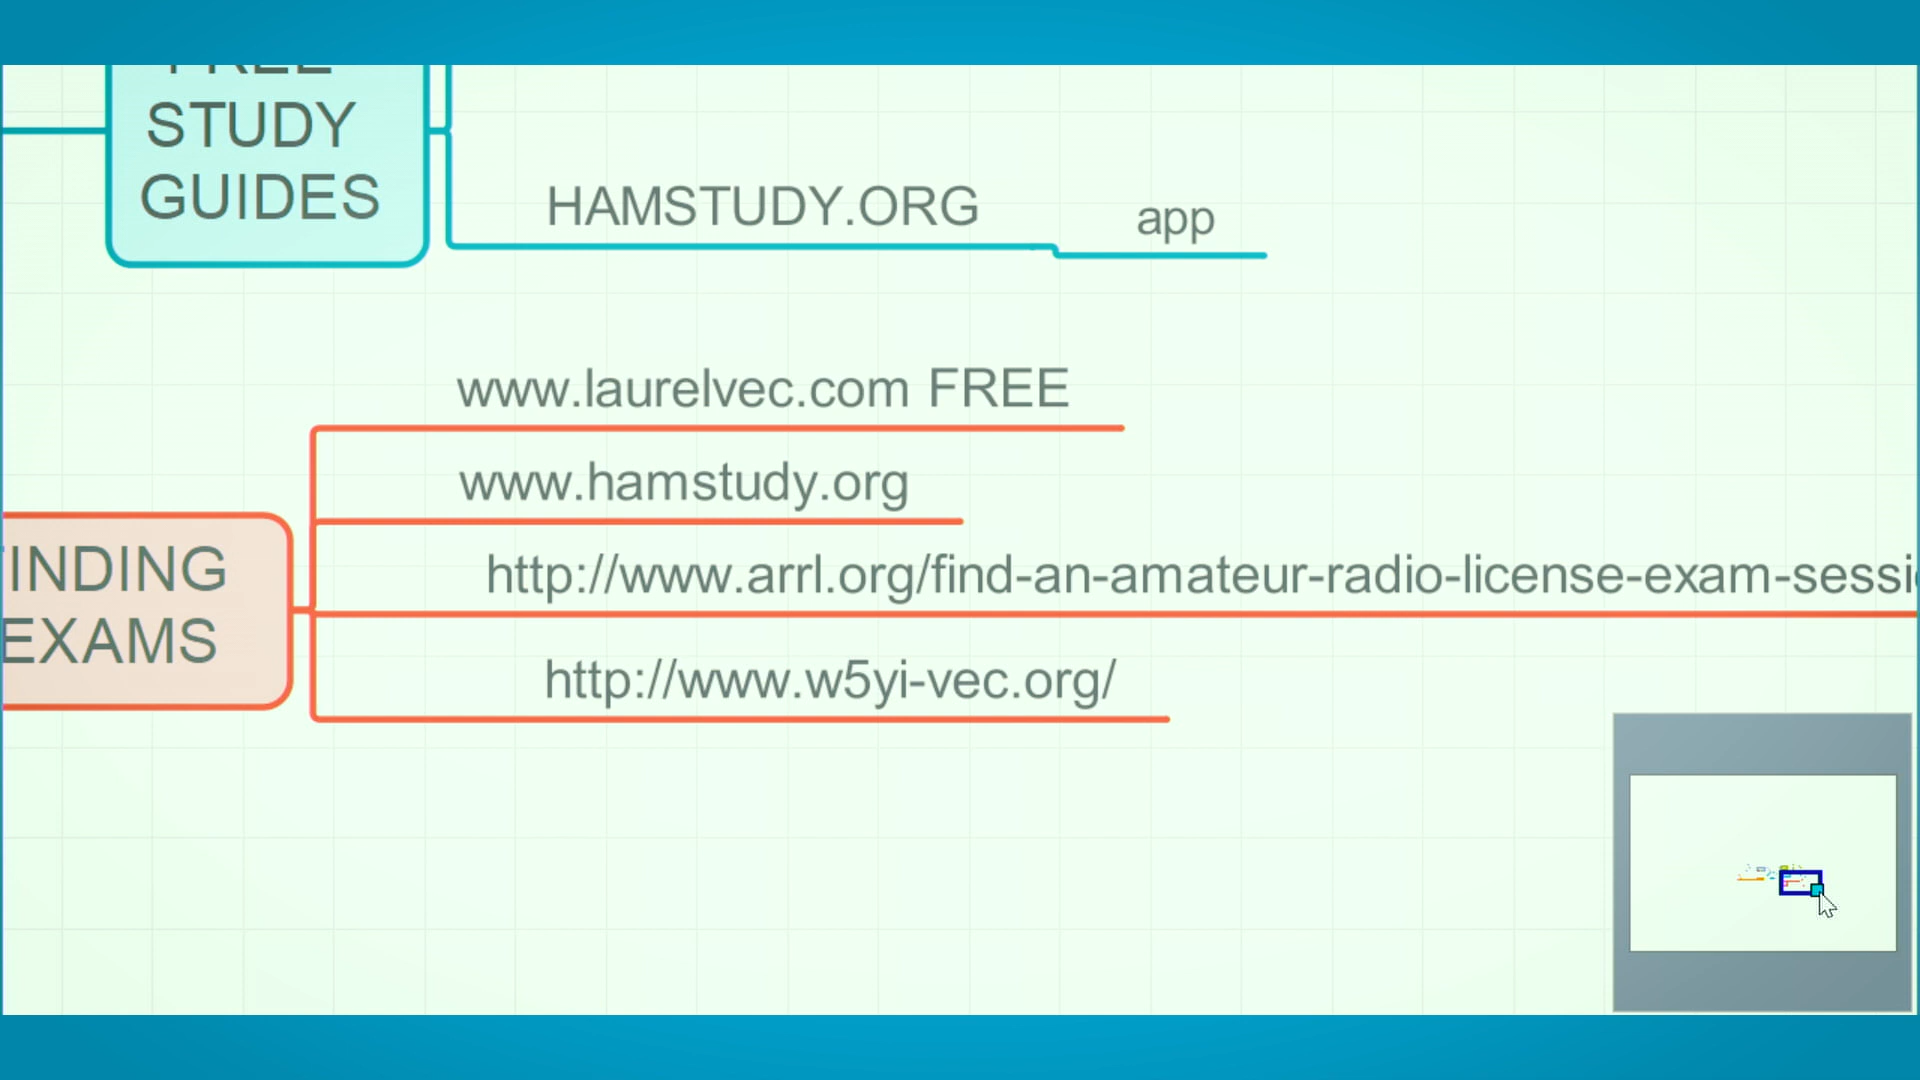 FREE
STUDY
GUIDES
HAMSTUDY.ORG
app
www.laurelvec.com FREE
www.hamstudy.org
INDING
EXAMS
http://www.arrl.org/find-an-amateur-radio-license-exam-sessi
http://www.w5yi-vec.org/